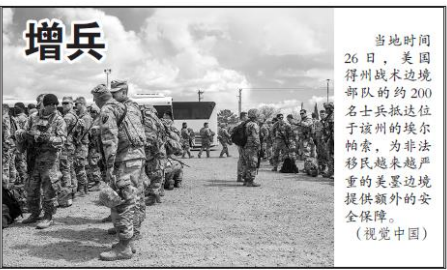 增兵
当地时间
26日，美国
得州战术边境
部队的约200
名士兵抵达位
于该州的埃尔
帕索，为非法
移民越来越严
重的美墨边境
提供额外的安
全保障。
（视觉中国）